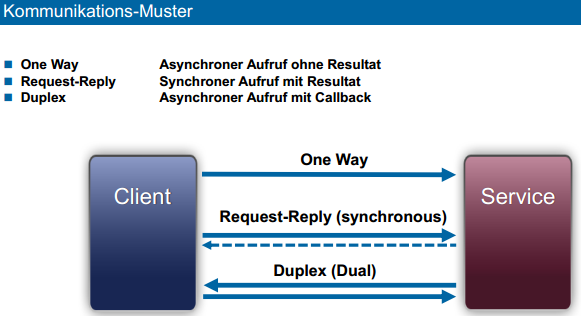 Kommunikations-Muster
One Way Asynchroner Aufruf ohne Resultat
Request-Reply Synchroner Aufruf mit Resultat
Duplex Asynchroner Aufruf mit Callback
One Way
Client
Service
Request-Reply (synchronous)
Duplex (Dual)